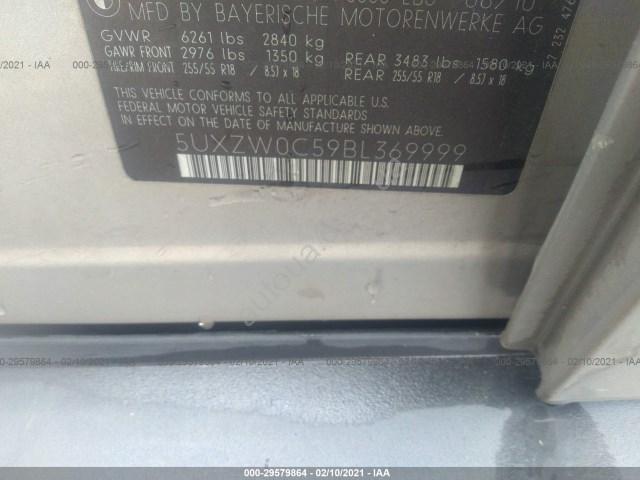 MFD BY BAYERISCHE MOTORENWERKE AG
GVWR 6261 lbs 2840 kg
GAWR FRONT 2976 lbs 1350 kg REAR 3483 lbs 1580 kg
TIRE/RIM FRONT 255/55 R18 / 8.5J x 18 REAR 255/55 R18 / 8.5J x 18
THIS VEHICLE CONFORMS TO ALL APPLICABLE U.S.
FEDERAL MOTOR VEHICLE SAFETY STANDARDS
IN EFFECT ON THE DATE OF MANUFACTURE SHOWN ABOVE.
5UXZW0C59BL369999
000-29579864 - 02/10/2021 - IAA